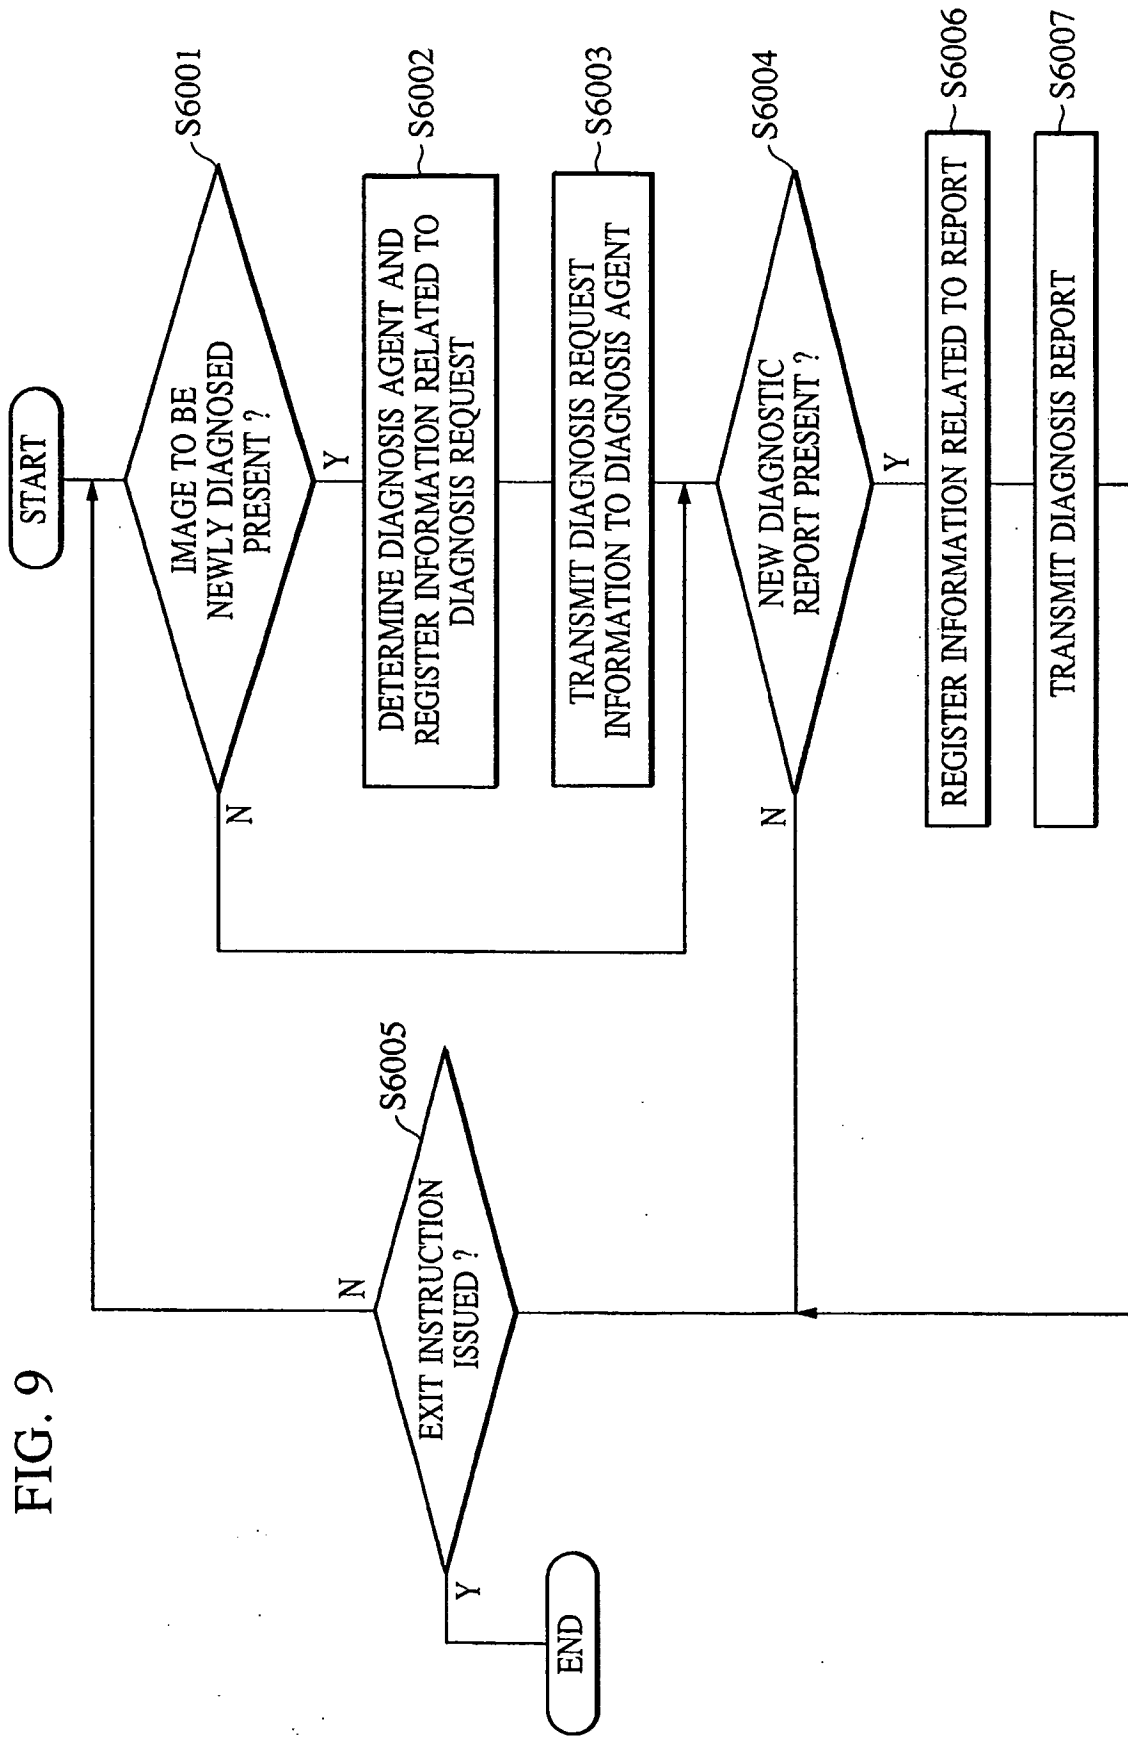 FIG. 9
START
IMAGE TO BE
NEWLY DIAGNOSED
PRESENT ?
S6001
Y
N
DETERMINE DIAGNOSIS AGENT AND
REGISTER INFORMATION RELATED TO
DIAGNOSIS REQUEST
S6002
TRANSMIT DIAGNOSIS REQUEST
INFORMATION TO DIAGNOSIS AGENT
S6003
NEW DIAGNOSTIC
REPORT PRESENT ?
S6004
Y
N
EXIT INSTRUCTION
ISSUED ?
S6005
N
Y
END
REGISTER INFORMATION RELATED TO REPORT
S6006
TRANSMIT DIAGNOSIS REPORT
S6007